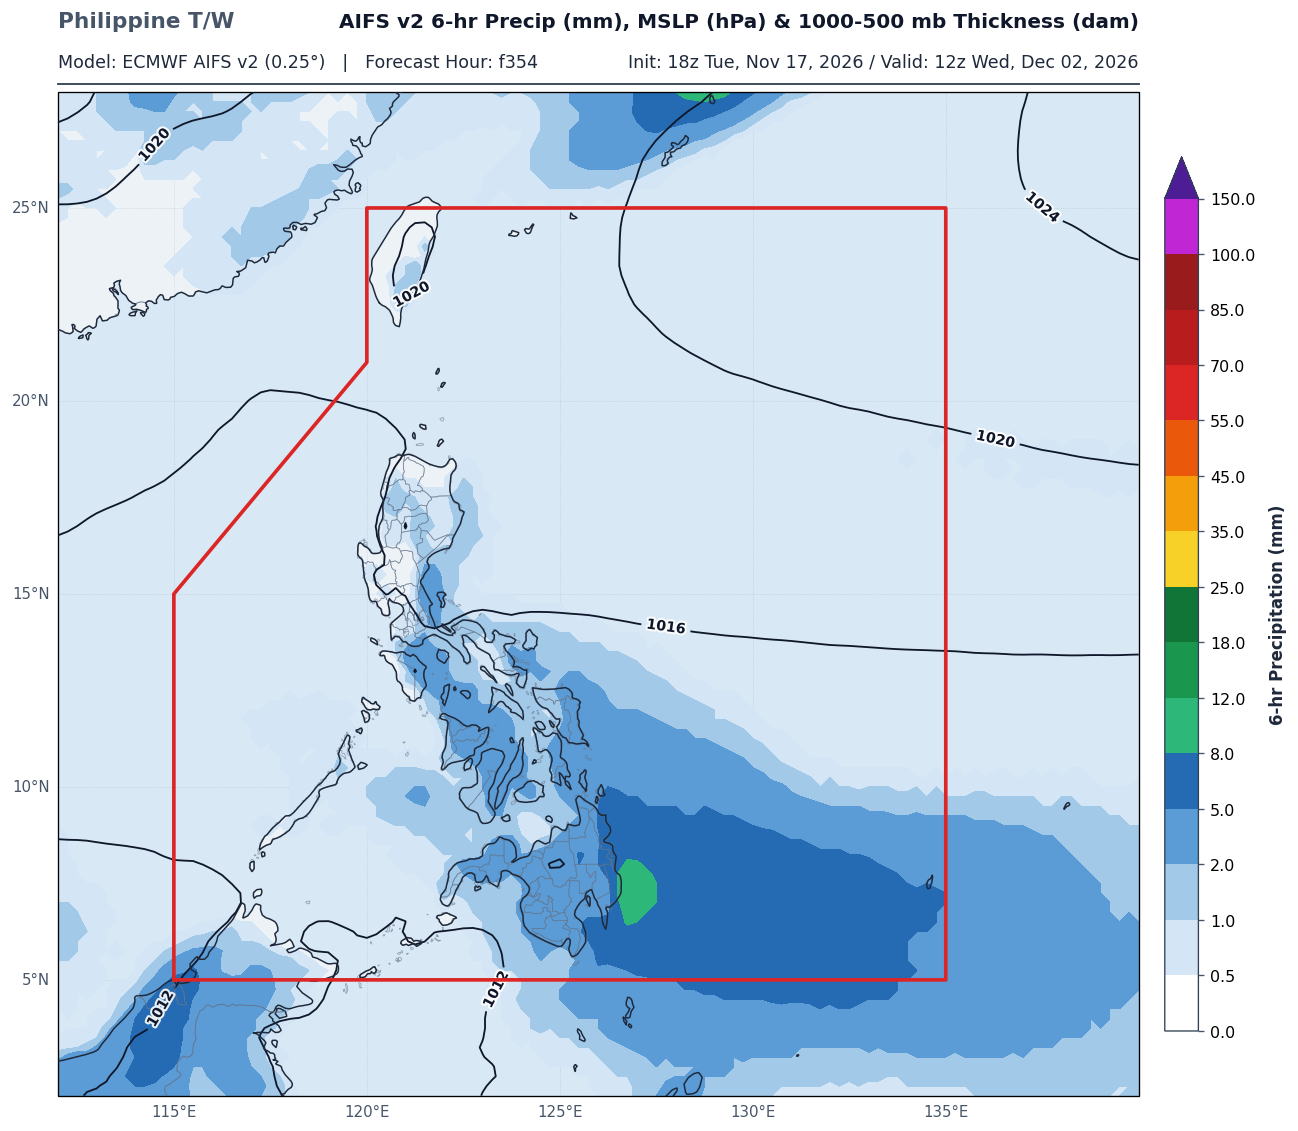 Philippine T/W
AIFS v2 6-hr Precip (mm), MSLP (hPa) & 1000-500 mb Thickness (dam)
Model: ECMWF AIFS v2 (0.25°) | Forecast Hour: f354
Init: 18z Tue, Nov 17, 2026 / Valid: 12z Wed, Dec 02, 2026
1020
1024
1020
1020
1016
1012
1012
25°N
20°N
15°N
10°N
5°N
115°E
120°E
125°E
130°E
135°E
150.0
100.0
85.0
70.0
55.0
45.0
35.0
25.0
18.0
12.0
8.0
5.0
2.0
1.0
0.5
0.0
6-hr Precipitation (mm)